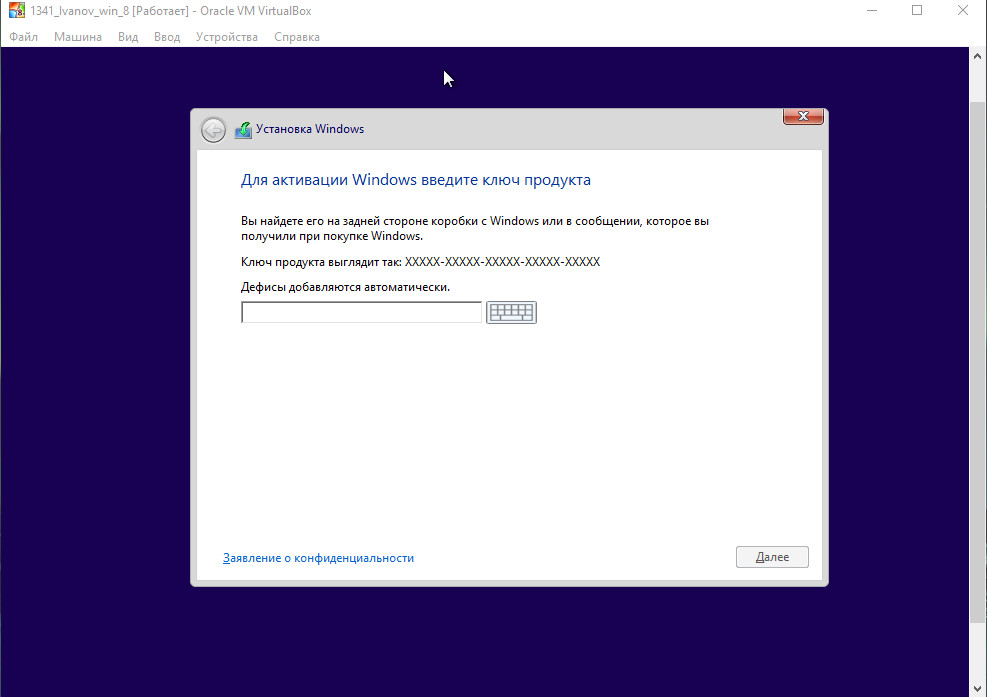 1341_Ivanov_win_8 [Работает] - Oracle VM VirtualBox
Файл Машина Вид Ввод Устройства Справка
Установка Windows
Для активации Windows введите ключ продукта
Вы найдете его на задней стороне коробки с Windows или в сообщении, которое вы
получили при покупке Windows.
Ключ продукта выглядит так: XXXXX-XXXXX-XXXXX-XXXXX-XXXXX
Дефисы добавляются автоматически.
Заявление о конфиденциальности
Далее